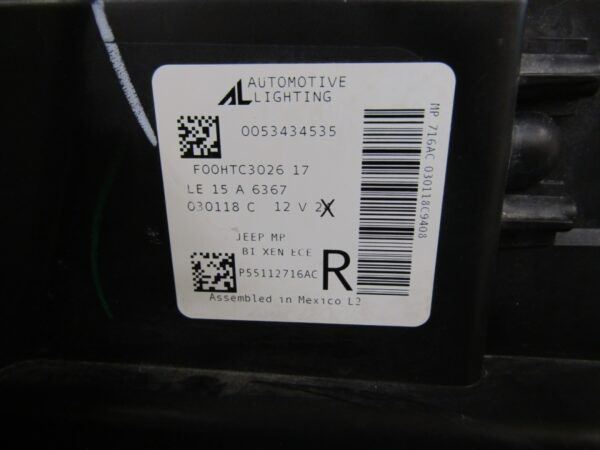 AL AUTOMOTIVE
LIGHTING
0053434535
F00HTC3026 17
LE 15 A 6367
030118 C 12 V 2X
JEEP MP
BI XEN ECE
P55112716AC
R
Assembled in Mexico L2
MP 716AC 030118C9408